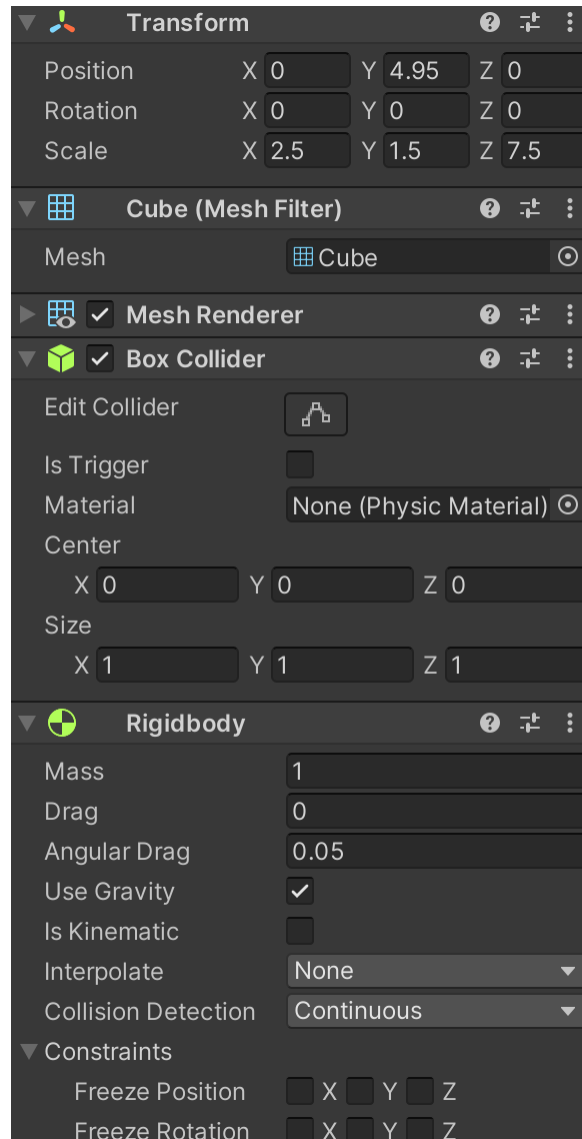 Transform
Position X 0 Y 4.95 Z 0
Rotation X 0 Y 0 Z 0
Scale X 2.5 Y 1.5 Z 7.5
Cube (Mesh Filter)
Mesh Cube
Mesh Renderer
Box Collider
Edit Collider
Is Trigger
Material None (Physic Material)
Center
X 0 Y 0 Z 0
Size
X 1 Y 1 Z 1
Rigidbody
Mass 1
Drag 0
Angular Drag 0.05
Use Gravity
Is Kinematic
Interpolate None
Collision Detection Continuous
Constraints
Freeze Position X Y Z
Freeze Rotation X Y Z